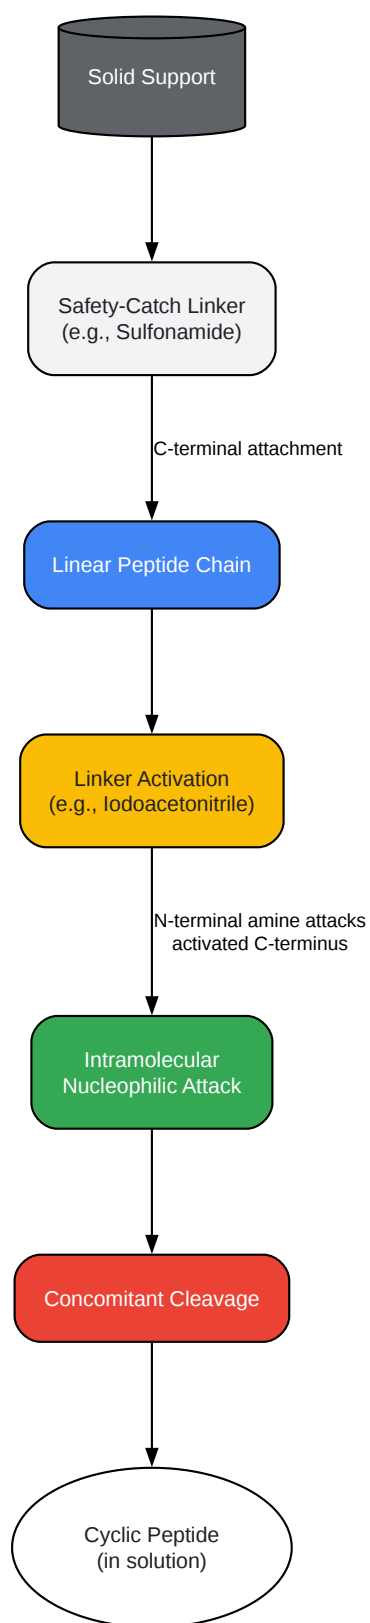 Solid Support
Safety-Catch Linker
(e.g., Sulfonamide)
C-terminal attachment
Linear Peptide Chain
Linker Activation
(e.g., Iodoacetonitrile)
N-terminal amine attacks
activated C-terminus
Intramolecular
Nucleophilic Attack
Concomitant Cleavage
Cyclic Peptide
(in solution)